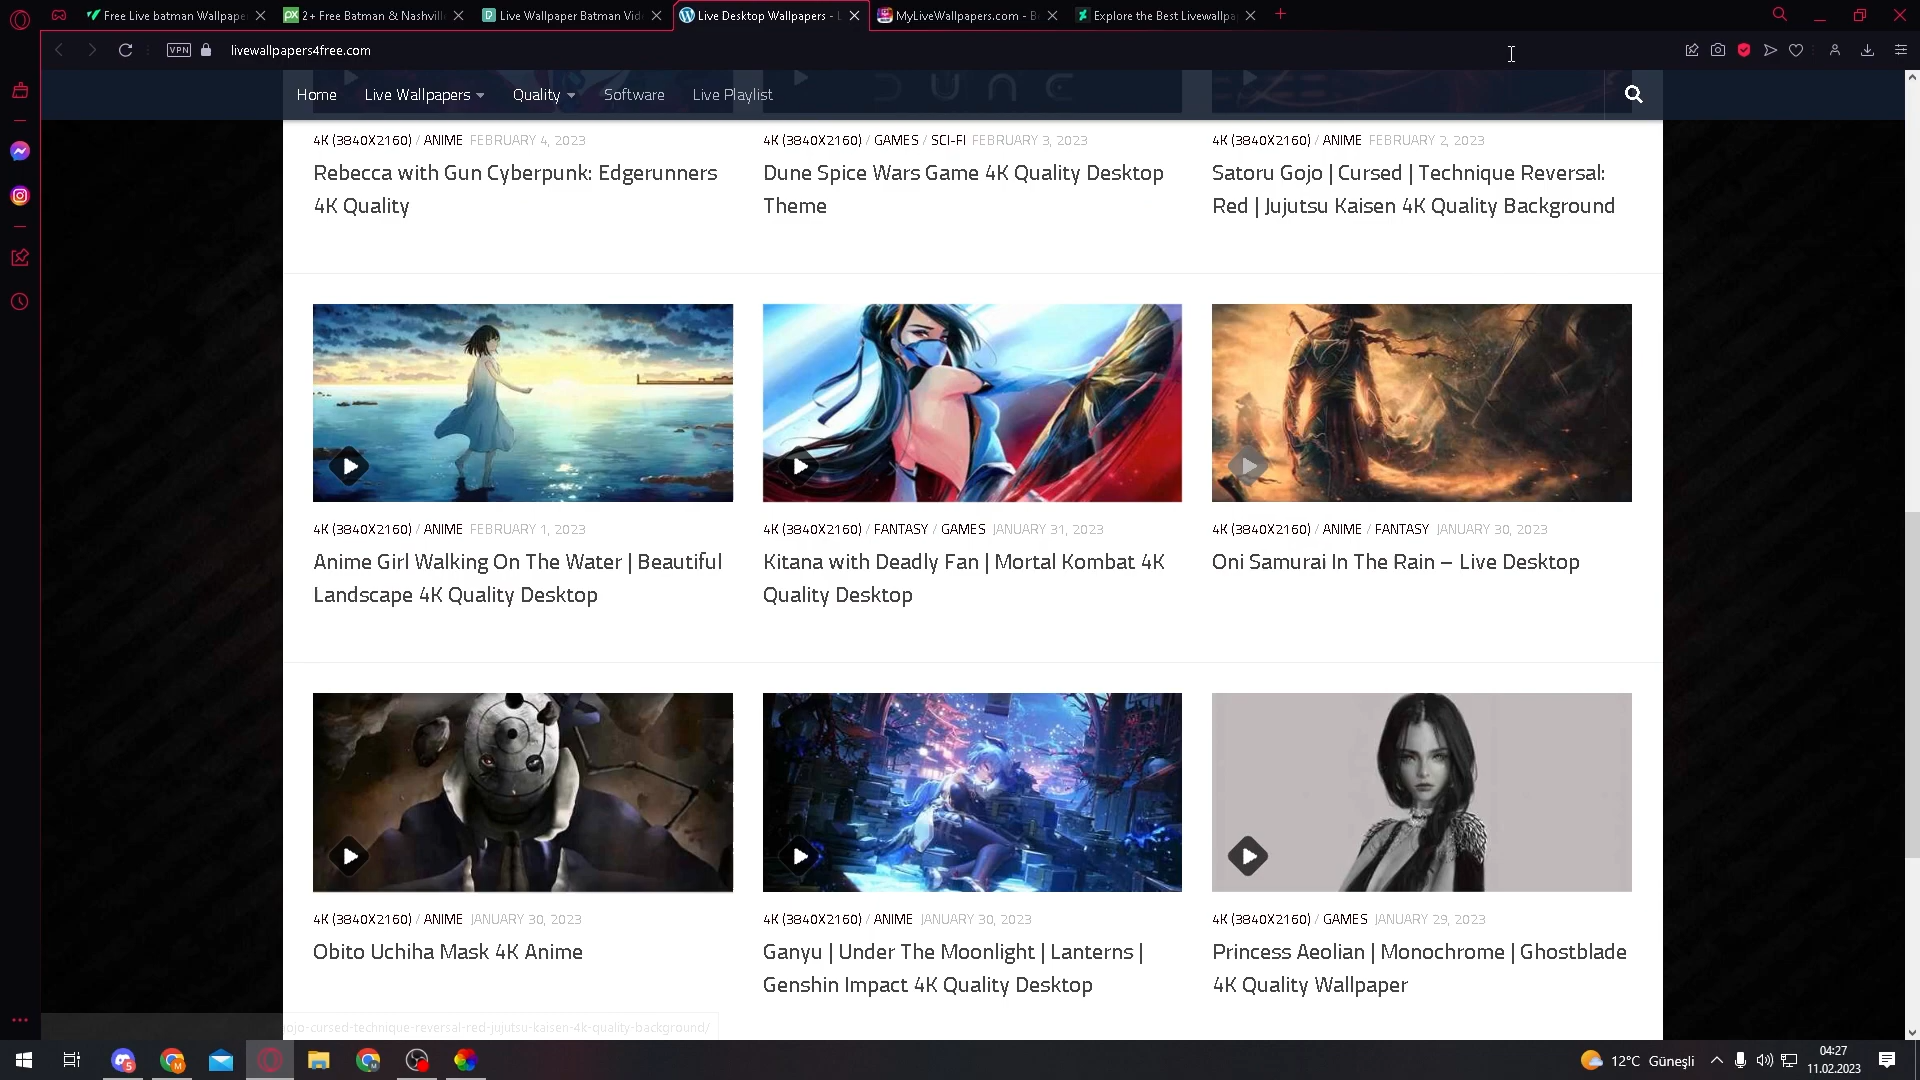 Free Live batman Wallpape
2+ Free Batman & Nashvill
Live Wallpaper Batman Vid
Live Desktop Wallpapers - L
MyLiveWallpapers.com - B
Explore the Best Livewallpa
VPN
livewallpapers4free.com
Home
Live Wallpapers
Quality
Software
Live Playlist
DUNE
4K (3840X2160) / ANIME FEBRUARY 4, 2023
Rebecca with Gun Cyberpunk: Edgerunners
4K Quality
4K (3840X2160) / GAMES / SCI-FI FEBRUARY 3, 2023
Dune Spice Wars Game 4K Quality Desktop
Theme
4K (3840X2160) / ANIME FEBRUARY 2, 2023
Satoru Gojo | Cursed | Technique Reversal:
Red | Jujutsu Kaisen 4K Quality Background
4K (3840X2160) / ANIME FEBRUARY 1, 2023
Anime Girl Walking On The Water | Beautiful
Landscape 4K Quality Desktop
4K (3840X2160) / FANTASY / GAMES JANUARY 31, 2023
Kitana with Deadly Fan | Mortal Kombat 4K
Quality Desktop
4K (3840X2160) / ANIME / FANTASY JANUARY 30, 2023
Oni Samurai In The Rain – Live Desktop
4K (3840X2160) / ANIME JANUARY 30, 2023
Obito Uchiha Mask 4K Anime
4K (3840X2160) / ANIME JANUARY 30, 2023
Ganyu | Under The Moonlight | Lanterns |
Genshin Impact 4K Quality Desktop
4K (3840X2160) / GAMES JANUARY 29, 2023
Princess Aeolian | Monochrome | Ghostblade
4K Quality Wallpaper
ojo-cursed-technique-reversal-red-jujutsu-kaisen-4k-quality-background/
12°C Güneşli
04:27
11.02.2023